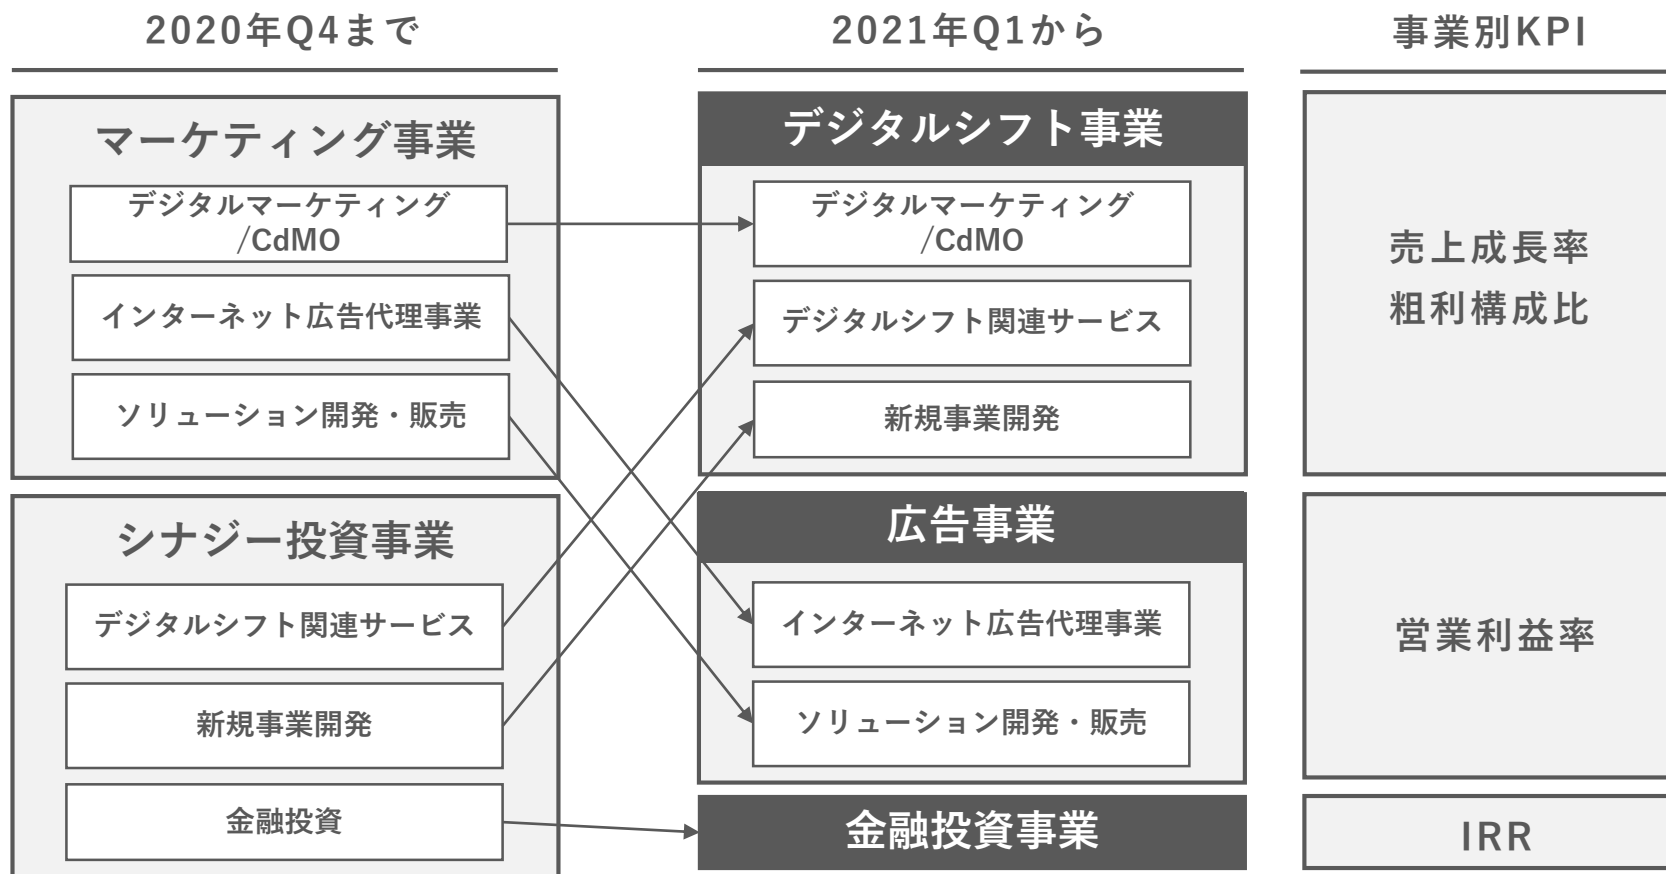 2020年Q4まで
2021年Q1から
事業別KPI
マーケティング事業
デジタルマーケティング
/CdMO
インターネット広告代理事業
ソリューション開発・販売
シナジー投資事業
デジタルシフト関連サービス
新規事業開発
金融投資
デジタルシフト事業
デジタルマーケティング
/CdMO
デジタルシフト関連サービス
新規事業開発
広告事業
インターネット広告代理事業
ソリューション開発・販売
金融投資事業
売上成長率
粗利構成比
営業利益率
IRR